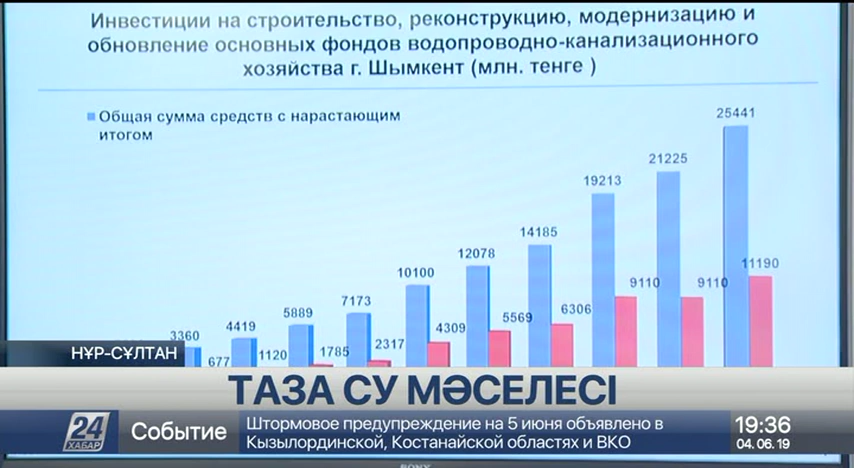 Инвестиции на строительство, реконструкцию, модернизацию и
обновление основных фондов водопроводно-канализационного
хозяйства г. Шымкент (млн. тенге )
Общая сумма средств с нарастающим
итогом
3360
677
4419
1120
5889
1785
7173
2317
10100
4309
12078
5569
14185
6306
19213
9110
21225
9110
25441
11190
НҰР-СҰЛТАН
ТАЗА СУ МӘСЕЛЕСІ
24
ХАБАР
Событие
Штормовое предупреждение на 5 июня объявлено в
Кызылординской, Костанайской областях и ВКО
19:36
04.06.19
SONY